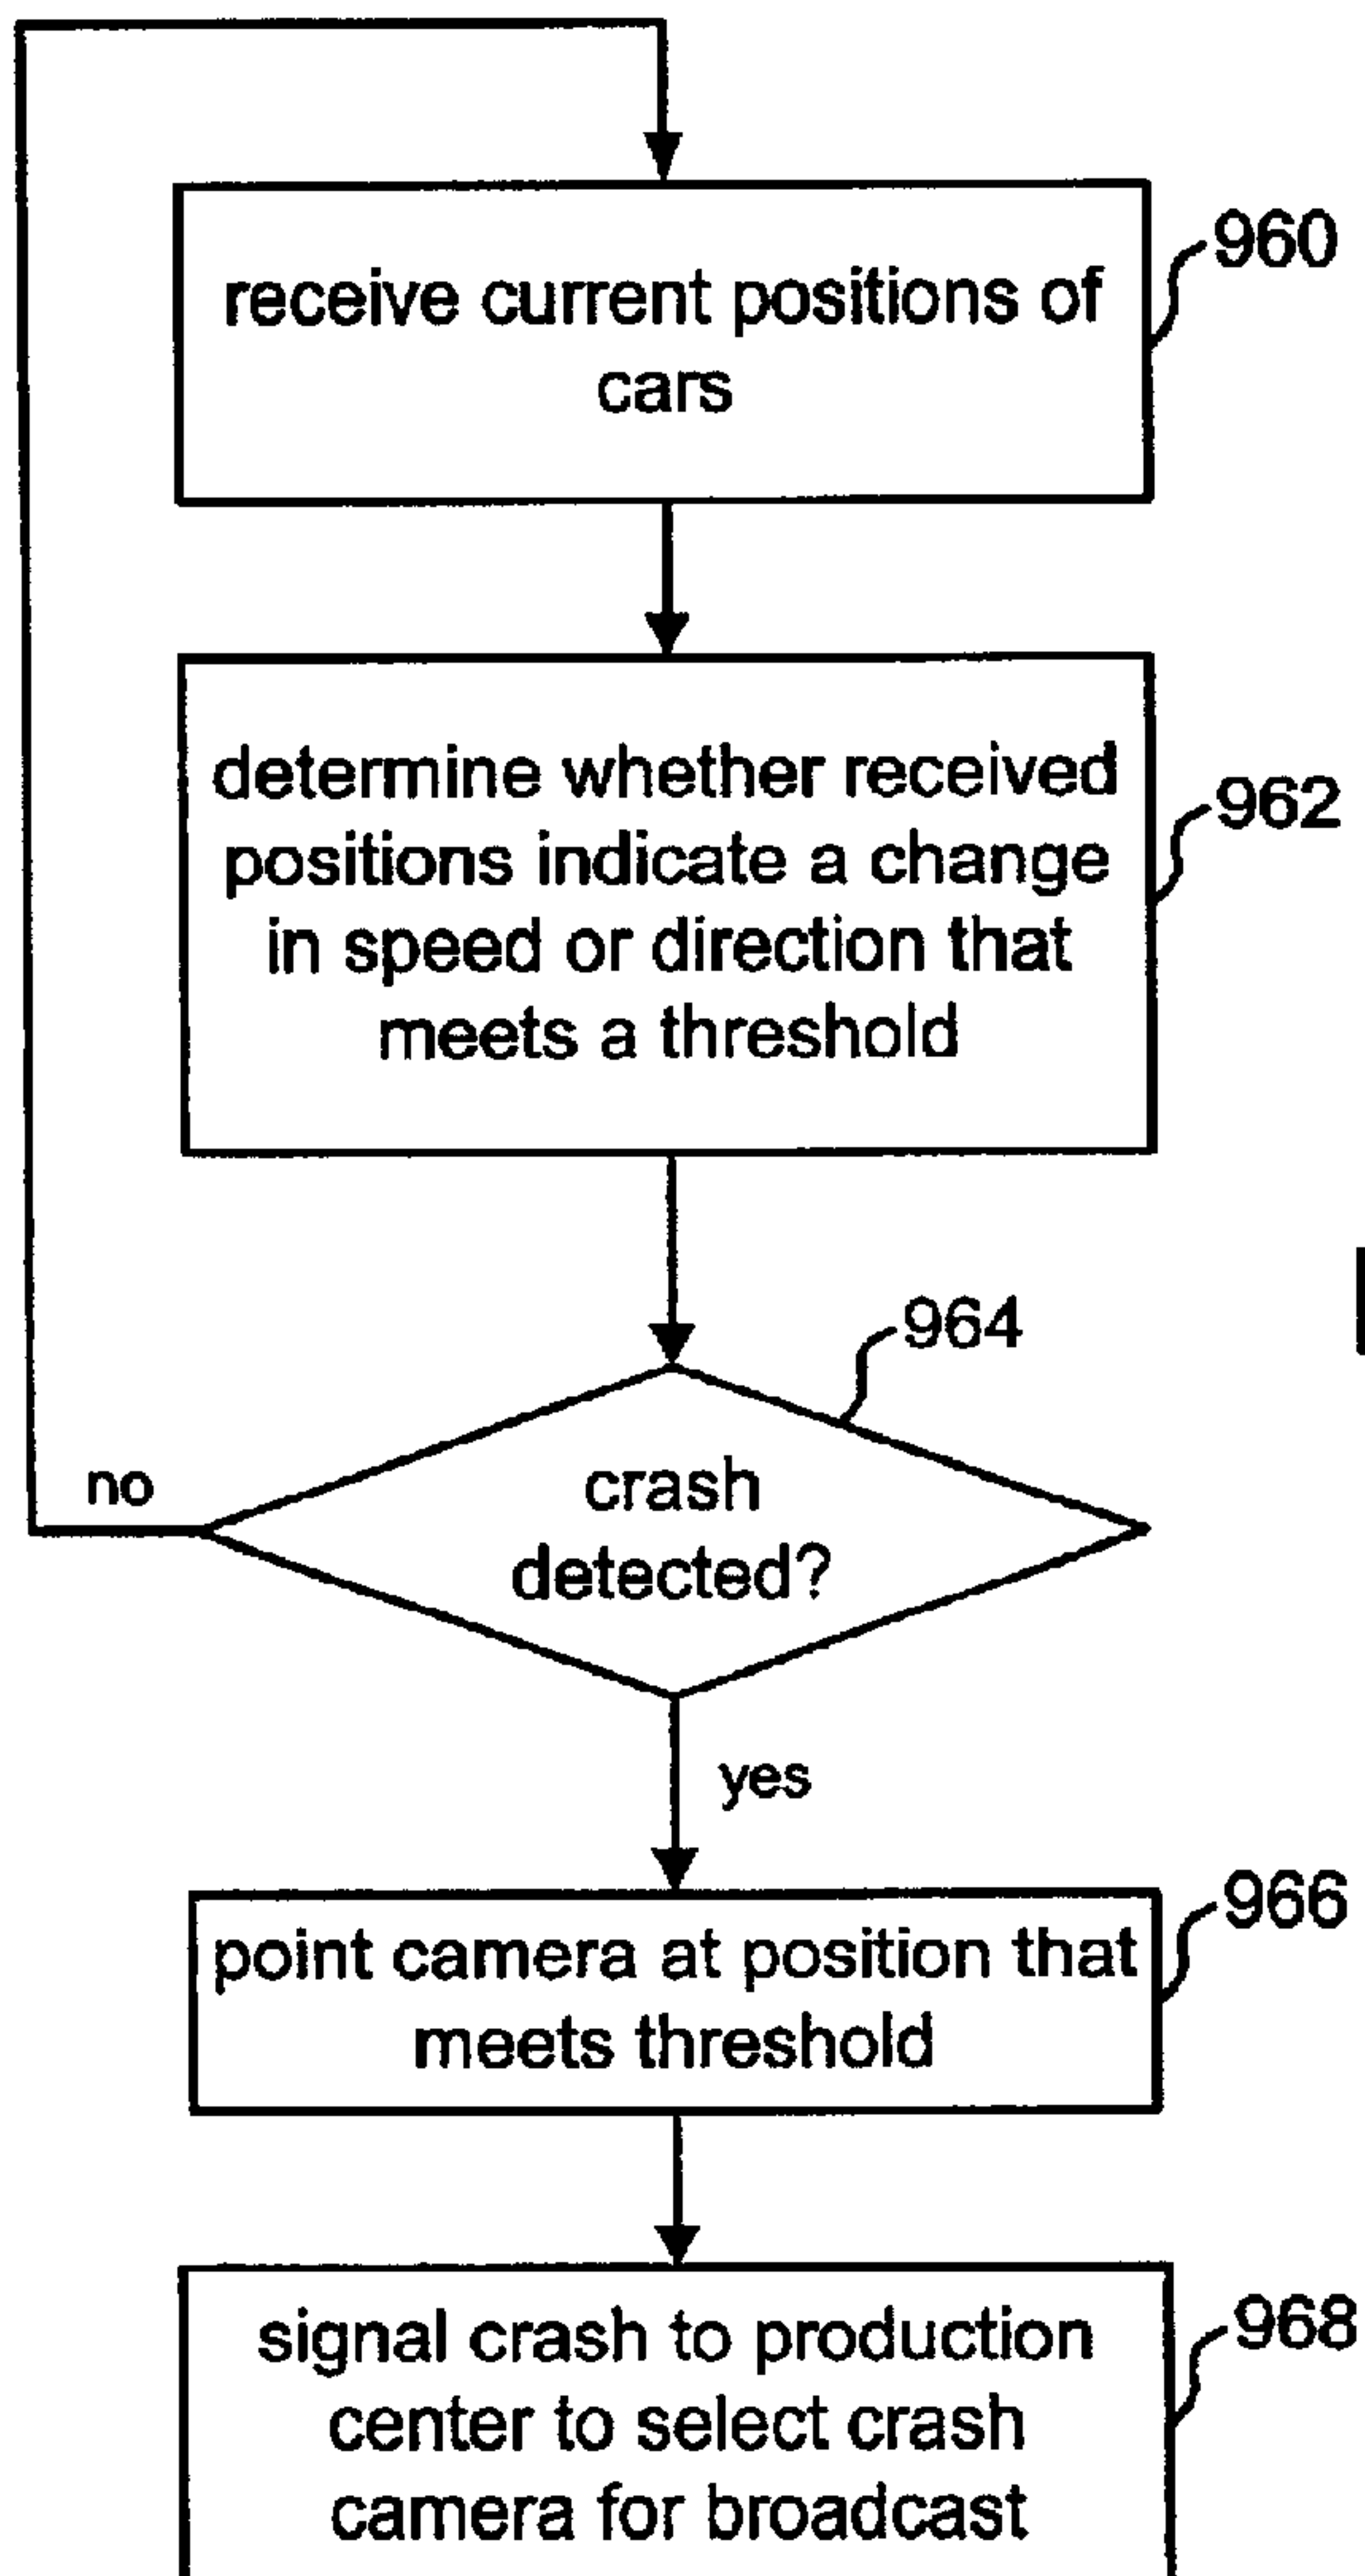 receive current positions of
cars
960
determine whether received
positions indicate a change
in speed or direction that
meets a threshold
962
964
crash
detected?
no
yes
point camera at position that
meets threshold
966
signal crash to production
center to select crash
camera for broadcast
968